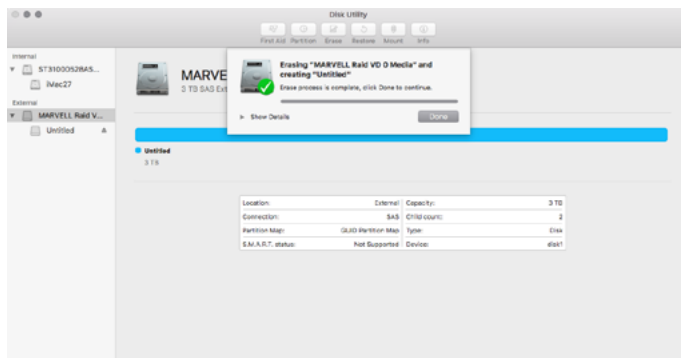 Disk Utility
First Aid Partition Erase Restore Mount Info
Internal
ST31000528AS...
iVec27
External
MARVELL Raid V...
Untitled
MARVE
3 TB SAS Ext
Erasing "MARVELL Raid VD 0 Media" and
creating "Untitled"
Erase process is complete, click Done to continue.
Show Details
Done
Untitled
3 TB
Location: External Capacity: 3 TB
Connection: SAS Child count: 2
Partition Map: GUID Partition Map Type: Disk
S.M.A.R.T. status: Not Supported Device: disk1